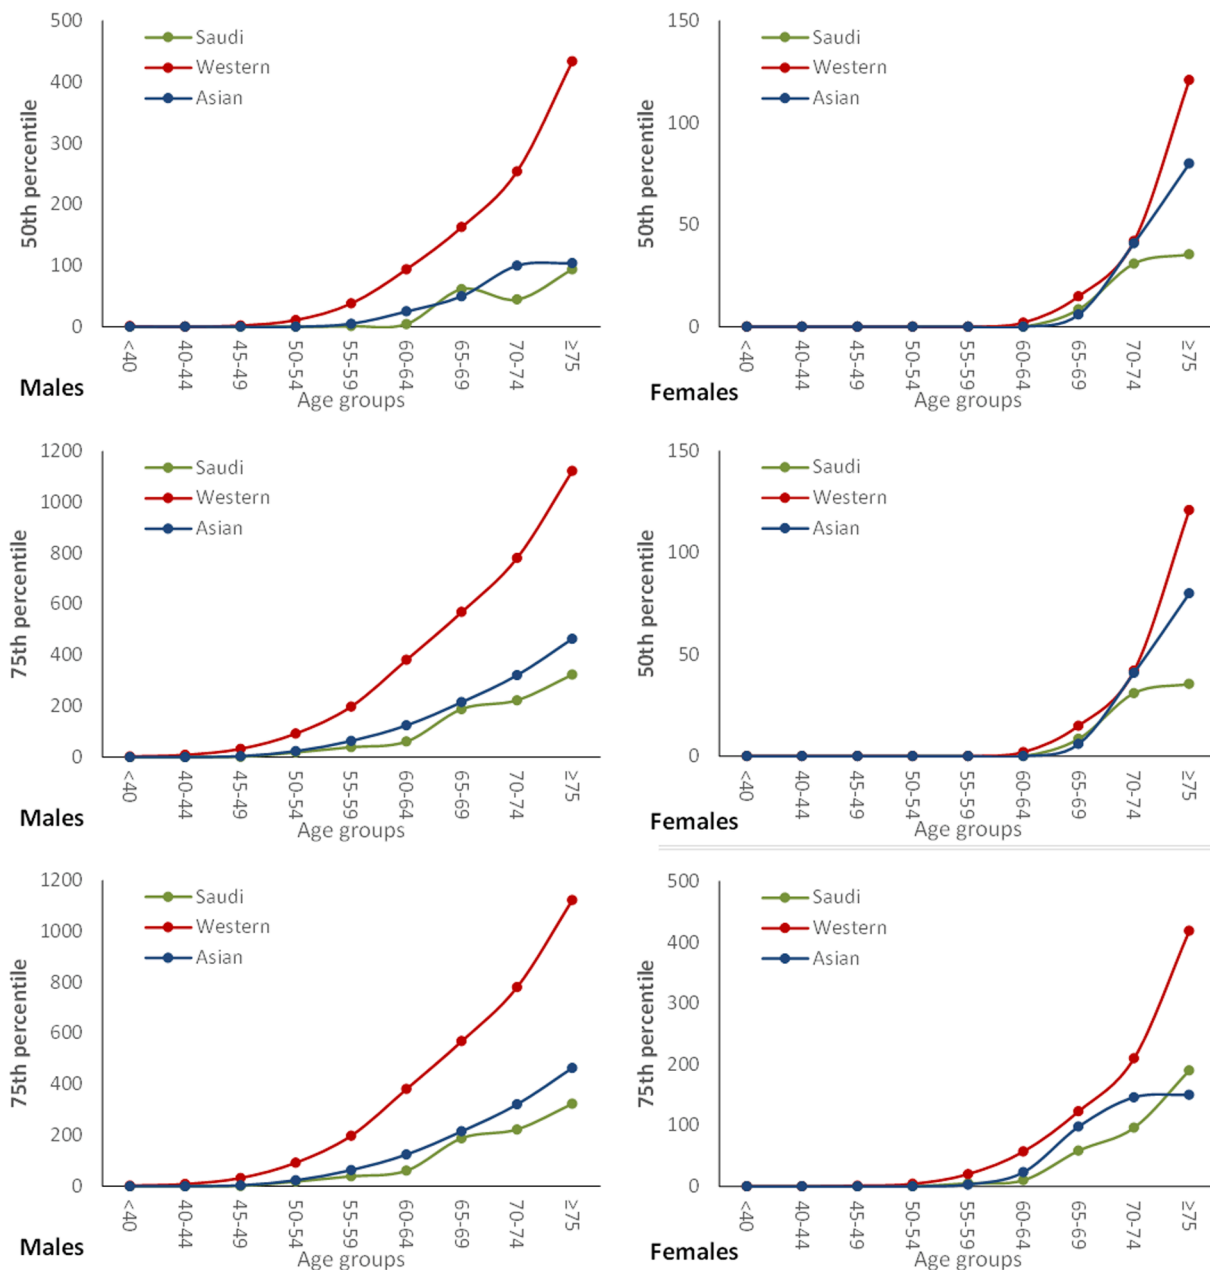 500
400
300
200
100
0
50th percentile
Saudi
Western
Asian
<40
40-44
45-49
50-54
55-59
60-64
65-69
70-74
≥75
Males
Age groups
150
100
50
0
50th percentile
Saudi
Western
Asian
<40
40-44
45-49
50-54
55-59
60-64
65-69
70-74
≥75
Females
Age groups
1200
1000
800
600
400
200
0
75th percentile
Saudi
Western
Asian
<40
40-44
45-49
50-54
55-59
60-64
65-69
70-74
≥75
Males
Age groups
150
100
50
0
50th percentile
Saudi
Western
Asian
<40
40-44
45-49
50-54
55-59
60-64
65-69
70-74
≥75
Females
Age groups
1200
1000
800
600
400
200
0
75th percentile
Saudi
Western
Asian
<40
40-44
45-49
50-54
55-59
60-64
65-69
70-74
≥75
Males
Age groups
500
400
300
200
100
0
75th percentile
Saudi
Western
Asian
<40
40-44
45-49
50-54
55-59
60-64
65-69
70-74
≥75
Females
Age groups